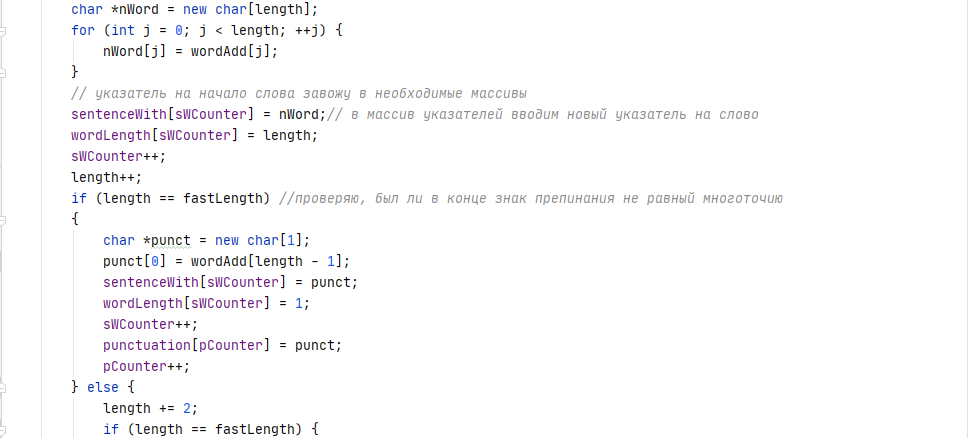 char *nWord = new char[length];
for (int j = 0; j < length; ++j) {
    nWord[j] = wordAdd[j];
}
// указатель на начало слова завожу в необходимые массивы
sentenceWith[sWCounter] = nWord;// в массив указателей вводим новый указатель на слово
wordLength[sWCounter] = length;
sWCounter++;
length++;
if (length == fastLength) //проверяю, был ли в конце знак препинания не равный многоточию
{
    char *punct = new char[1];
    punct[0] = wordAdd[length - 1];
    sentenceWith[sWCounter] = punct;
    wordLength[sWCounter] = 1;
    sWCounter++;
    punctuation[pCounter] = punct;
    pCounter++;
} else {
    length += 2;
    if (length == fastLength) {